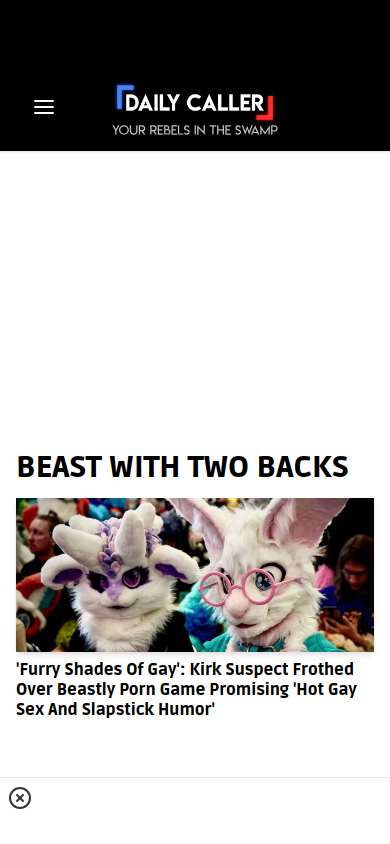 DAILY CALLER
YOUR REBELS IN THE SWAMP
BEAST WITH TWO BACKS
'Furry Shades Of Gay': Kirk Suspect Frothed
Over Beastly Porn Game Promising 'Hot Gay
Sex And Slapstick Humor'